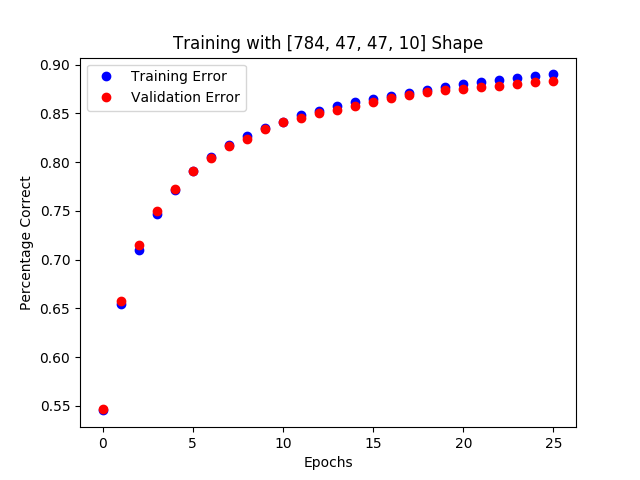 Training with [784, 47, 47, 10] Shape
Training Error
Validation Error
Percentage Correct
0.90
0.85
0.80
0.75
0.70
0.65
0.60
0.55
0 5 10 15 20 25
Epochs